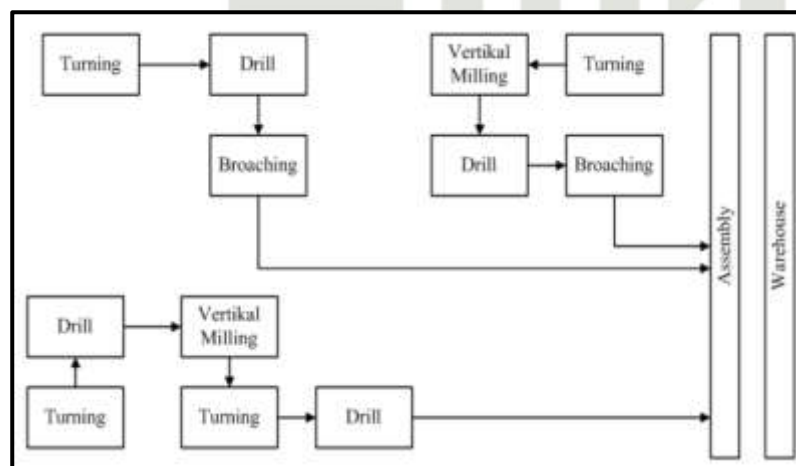 Turning
Drill
Vertikal
Milling
Turning
Broaching
Drill
Broaching
Assembly
Warehouse
Drill
Vertikal
Milling
Turning
Turning
Drill